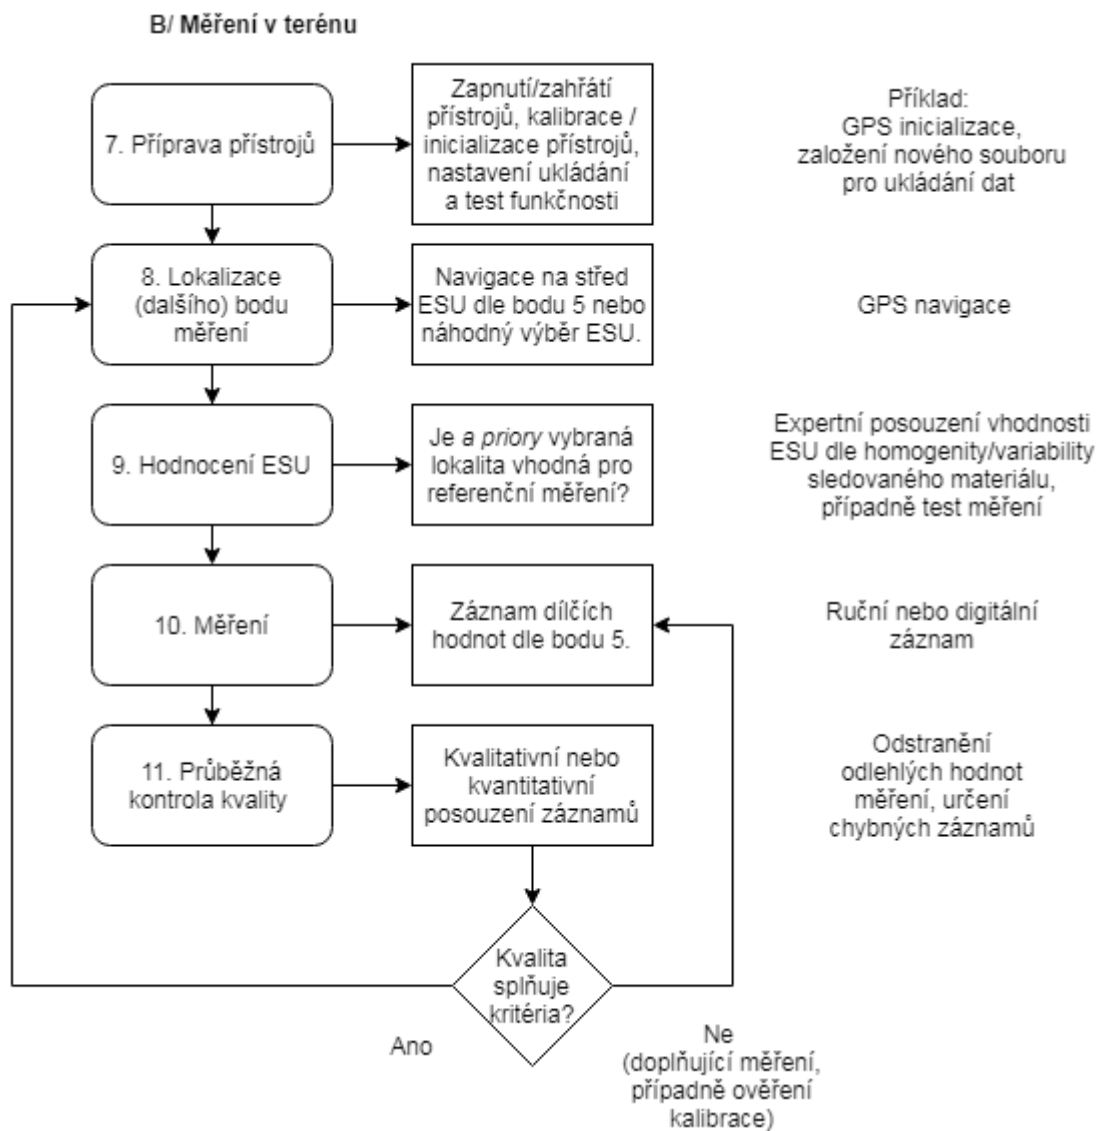 B/ Měření v terénu
7. Příprava přístrojů
Zapnutí/zahřátí
přístrojů, kalibrace /
inicializace přístrojů,
nastavení ukládání
a test funkčnosti
Příklad:
GPS inicializace,
založení nového souboru
pro ukládání dat
8. Lokalizace
(dalšího) bodu
měření
Navigace na střed
ESU dle bodu 5 nebo
náhodný výběr ESU.
GPS navigace
9. Hodnocení ESU
Je a priory vybraná
lokalita vhodná pro
referenční měření?
Expertní posouzení vhodnosti
ESU dle homogenity/variability
sledovaného materiálu,
případně test měření
10. Měření
Záznam dílčích
hodnot dle bodu 5.
Ruční nebo digitální
záznam
11. Průběžná
kontrola kvality
Kvalitativní nebo
kvantitativní
posouzení záznamů
Odstranění
odlehlých hodnot
měření, určení
chybných záznamů
Kvalita
splňuje
kritéria?
Ano
Ne
(doplňující měření,
případně ověření
kalibrace)